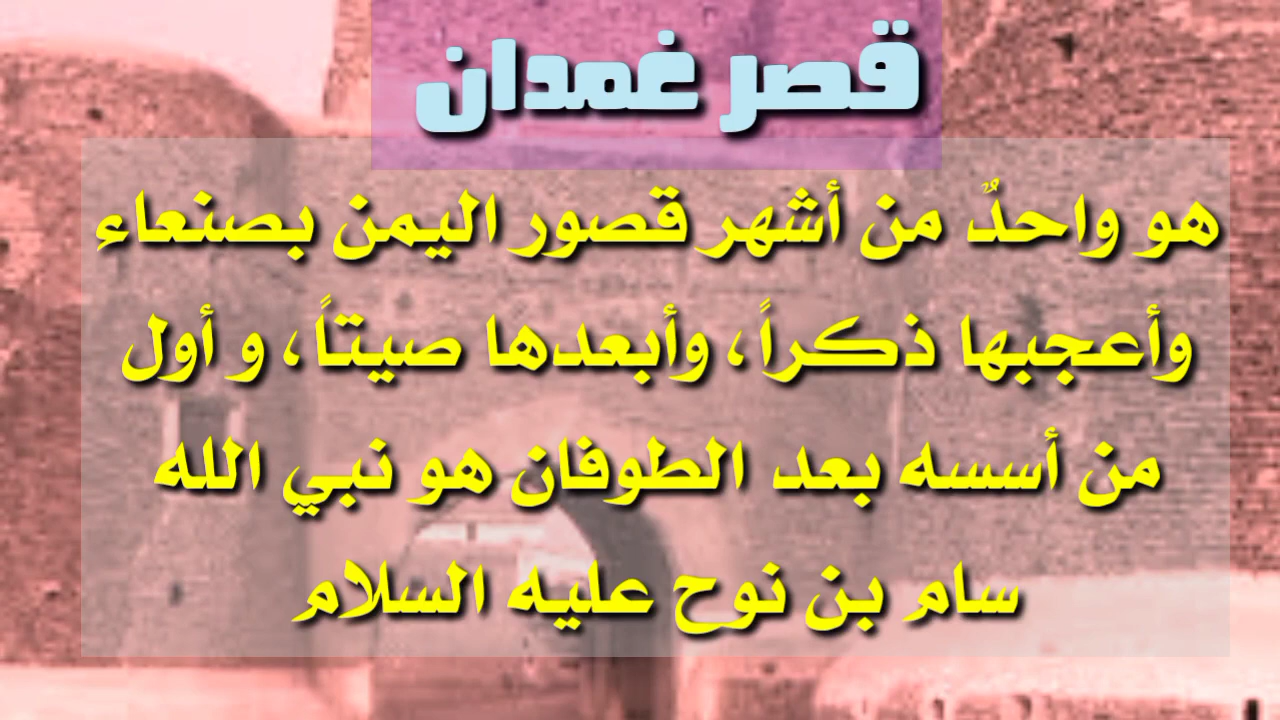 قصر غمدان
هو واحدٌ من أشهر قصور اليمن بصنعاء
وأعجبها ذكراً، وأبعدها صيتاً، و أول
من أسسه بعد الطوفان هو نبي الله
سام بن نوح عليه السلام